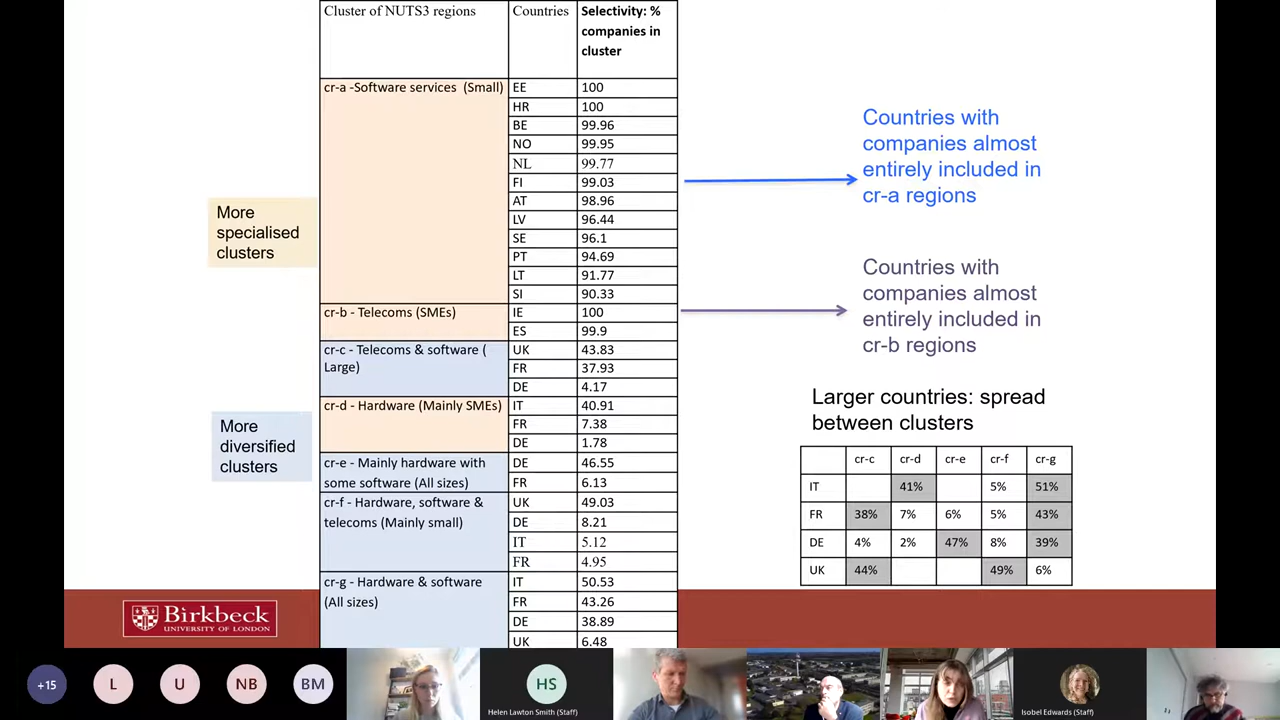 Cluster of NUTS3 regions Countries Selectivity: %
companies in
cluster
cr-a -Software services (Small) EE 100
HR 100
BE 99.96
NO 99.95
NL 99.77
FI 99.03
AT 98.96
LV 96.44
SE 96.1
PT 94.69
LT 91.77
SI 90.33
cr-b - Telecoms (SMEs) IE 100
ES 99.9
cr-c - Telecoms & software ( UK 43.83
Large) FR 37.93
DE 4.17
cr-d - Hardware (Mainly SMEs) IT 40.91
FR 7.38
DE 1.78
cr-e - Mainly hardware with DE 46.55
some software (All sizes) FR 6.13
cr-f - Hardware, software & UK 49.03
telecoms (Mainly small) DE 8.21
IT 5.12
FR 4.95
cr-g - Hardware & software IT 50.53
(All sizes) FR 43.26
DE 38.89
UK 6.48
More
specialised
clusters
More
diversified
clusters
Countries with
companies almost
entirely included in
cr-a regions
Countries with
companies almost
entirely included in
cr-b regions
Larger countries: spread
between clusters
cr-c cr-d cr-e cr-f cr-g
IT 41% 5% 51%
FR 38% 7% 6% 5% 43%
DE 4% 2% 47% 8% 39%
UK 44% 49% 6%
Birkbeck
UNIVERSITY OF LONDON
+15 L U NB BM HS
Helen Lawton Smith (Staff)
Isobel Edwards (Staff)